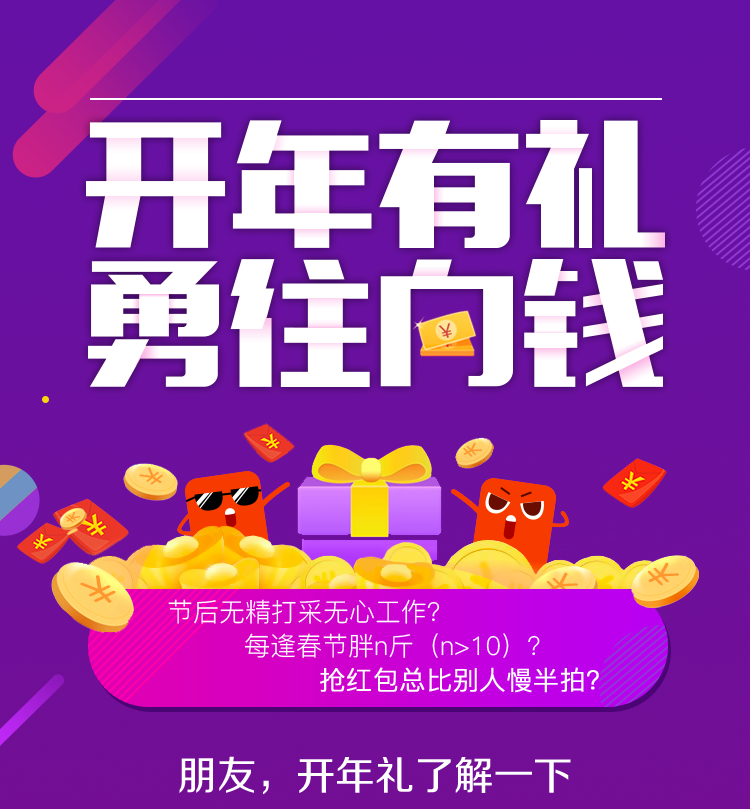 开年有礼
勇往向钱
节后无精打采无心工作?
每逢春节胖n斤（n>10）?
抢红包总比别人慢半拍?
朋友，开年礼了解一下